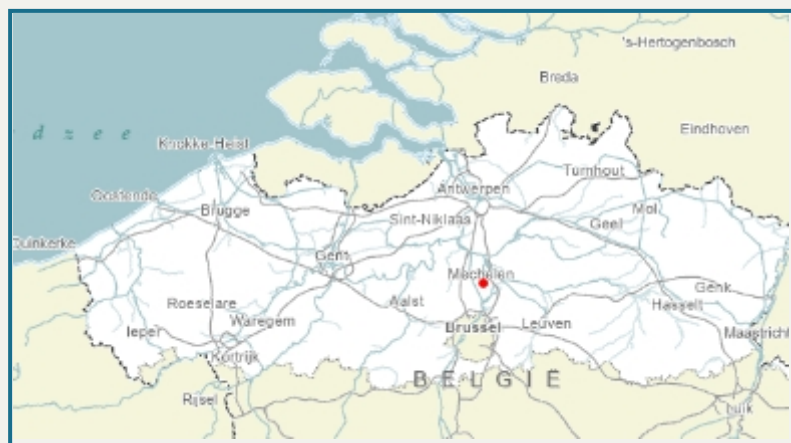 's-Hertogenbosch
Breda
d z e e
Eindhoven
Knokke-Heist
Turnhout
Antwerpen
Oostende
Mol
Brugge
Sint-Niklaas
Geel
Duinkerke
Gent
Mechelen
Genk
Roeselare
Aalst
Hasselt
Waregem
Ieper
Brussel
Leuven
Maastricht
Kortrijk
BELGIË
Rijsel
Luik